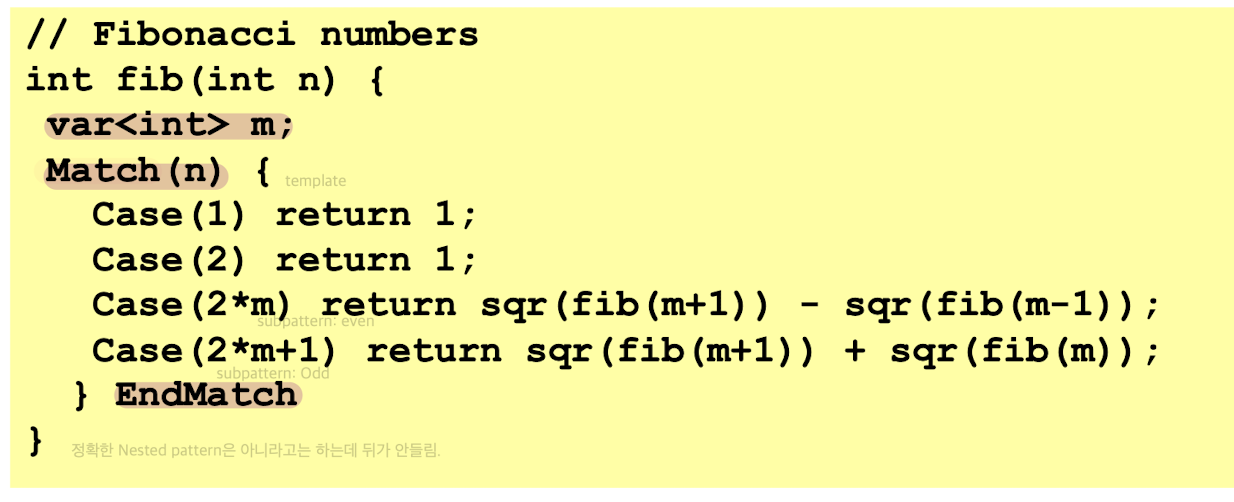 // Fibonacci numbers
int fib(int n) {
var<int> m;
Match(n) { template
Case(1) return 1;
Case(2) return 1;
Case(2*m) return sqr(fib(m+1)) - sqr(fib(m-1));
subpattern: even
Case(2*m+1) return sqr(fib(m+1)) + sqr(fib(m));
subpattern: Odd
} EndMatch
} 정확한 Nested pattern은 아니라고는 하는데 뒤가 안들림.